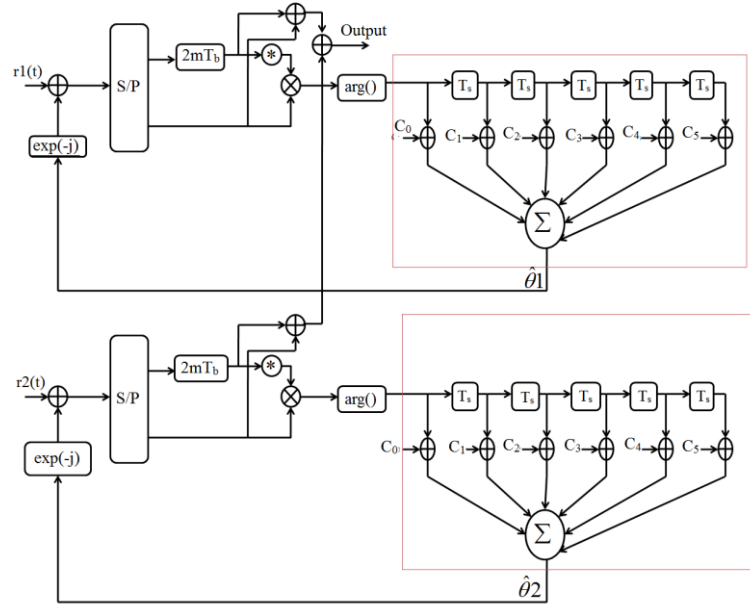 Output
r1(t)
S/P
2mT_b
*
arg()
T_s T_s T_s T_s T_s
exp(-j)
C_0 C_1 C_2 C_3 C_4 C_5
Σ
θ̂1
r2(t)
S/P
2mT_b
*
arg()
T_s T_s T_s T_s T_s
exp(-j)
C_0 C_1 C_2 C_3 C_4 C_5
Σ
θ̂2